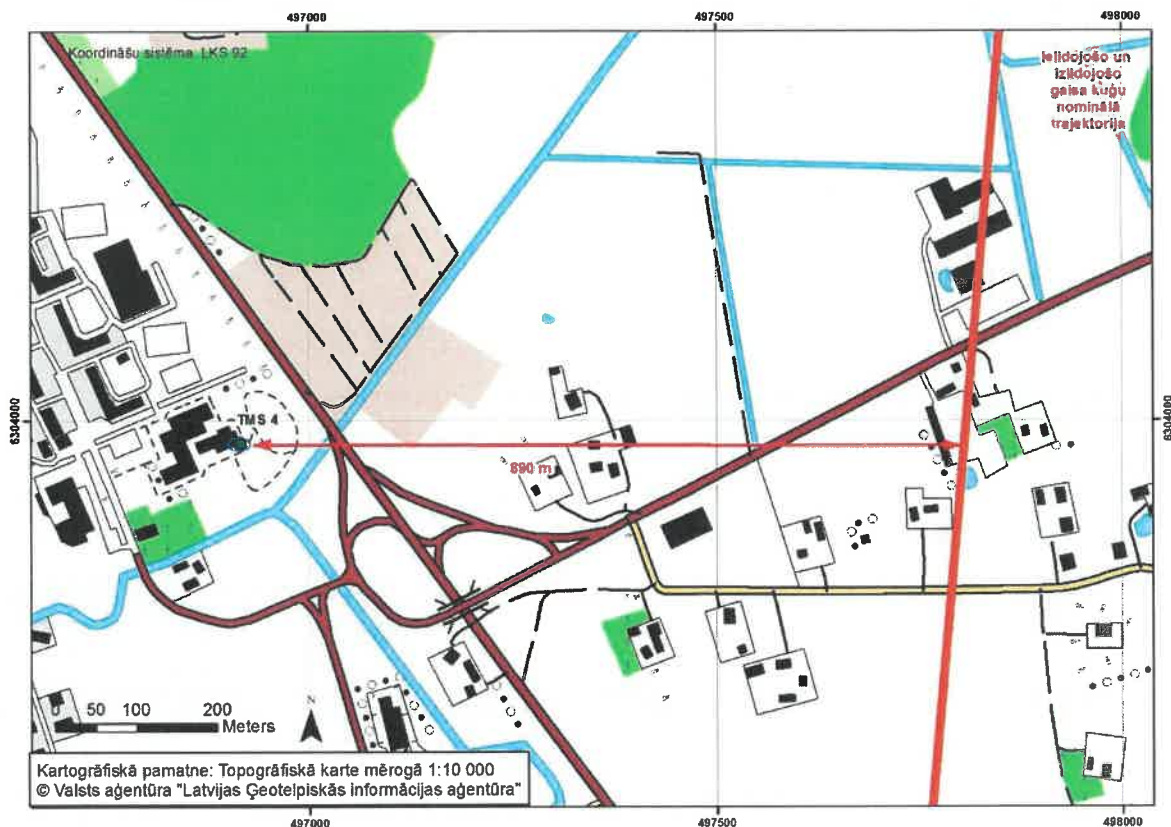 497000
497500
498000
Koordināšu sistēma: LKS 92
Ielidojošo un
izlidojošo
gaisa kuģu
nominālā
trajektorija
6304000
TMS 4
6304000
890 m
50 100 200
Meters
N
Kartogrāfiskā pamatne: Topogrāfiskā karte mērogā 1:10 000
© Valsts aģentūra "Latvijas Ģeotelpiskās informācijas aģentūra"
497000
497500
498000